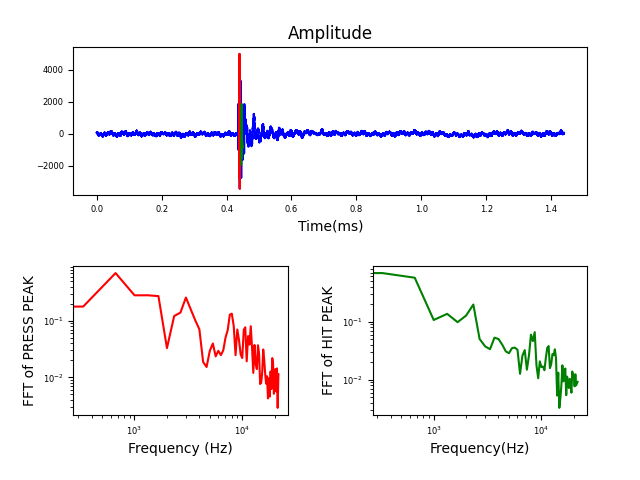 Amplitude
4000
2000
0
−2000
0.0 0.2 0.4 0.6 0.8 1.0 1.2 1.4
Time(ms)
FFT of PRESS PEAK
10⁻¹
10⁻²
10³ 10⁴
Frequency (Hz)
FFT of HIT PEAK
10⁻¹
10⁻²
10³ 10⁴
Frequency(Hz)